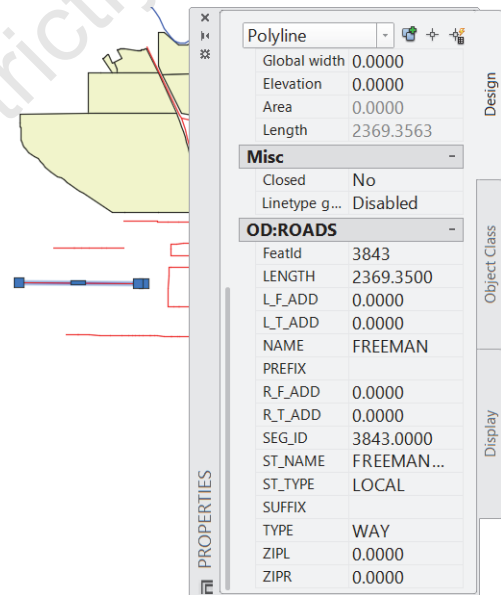 Polyline
Global width 0.0000
Elevation 0.0000
Area 0.0000
Length 2369.3563
Misc
Closed No
Linetype g... Disabled
OD:ROADS
FeatId 3843
LENGTH 2369.3500
L_F_ADD 0.0000
L_T_ADD 0.0000
NAME FREEMAN
PREFIX
R_F_ADD 0.0000
R_T_ADD 0.0000
SEG_ID 3843.0000
ST_NAME FREEMAN...
ST_TYPE LOCAL
SUFFIX
TYPE WAY
ZIPL 0.0000
ZIPR 0.0000
PROPERTIES
Design
Object Class
Display